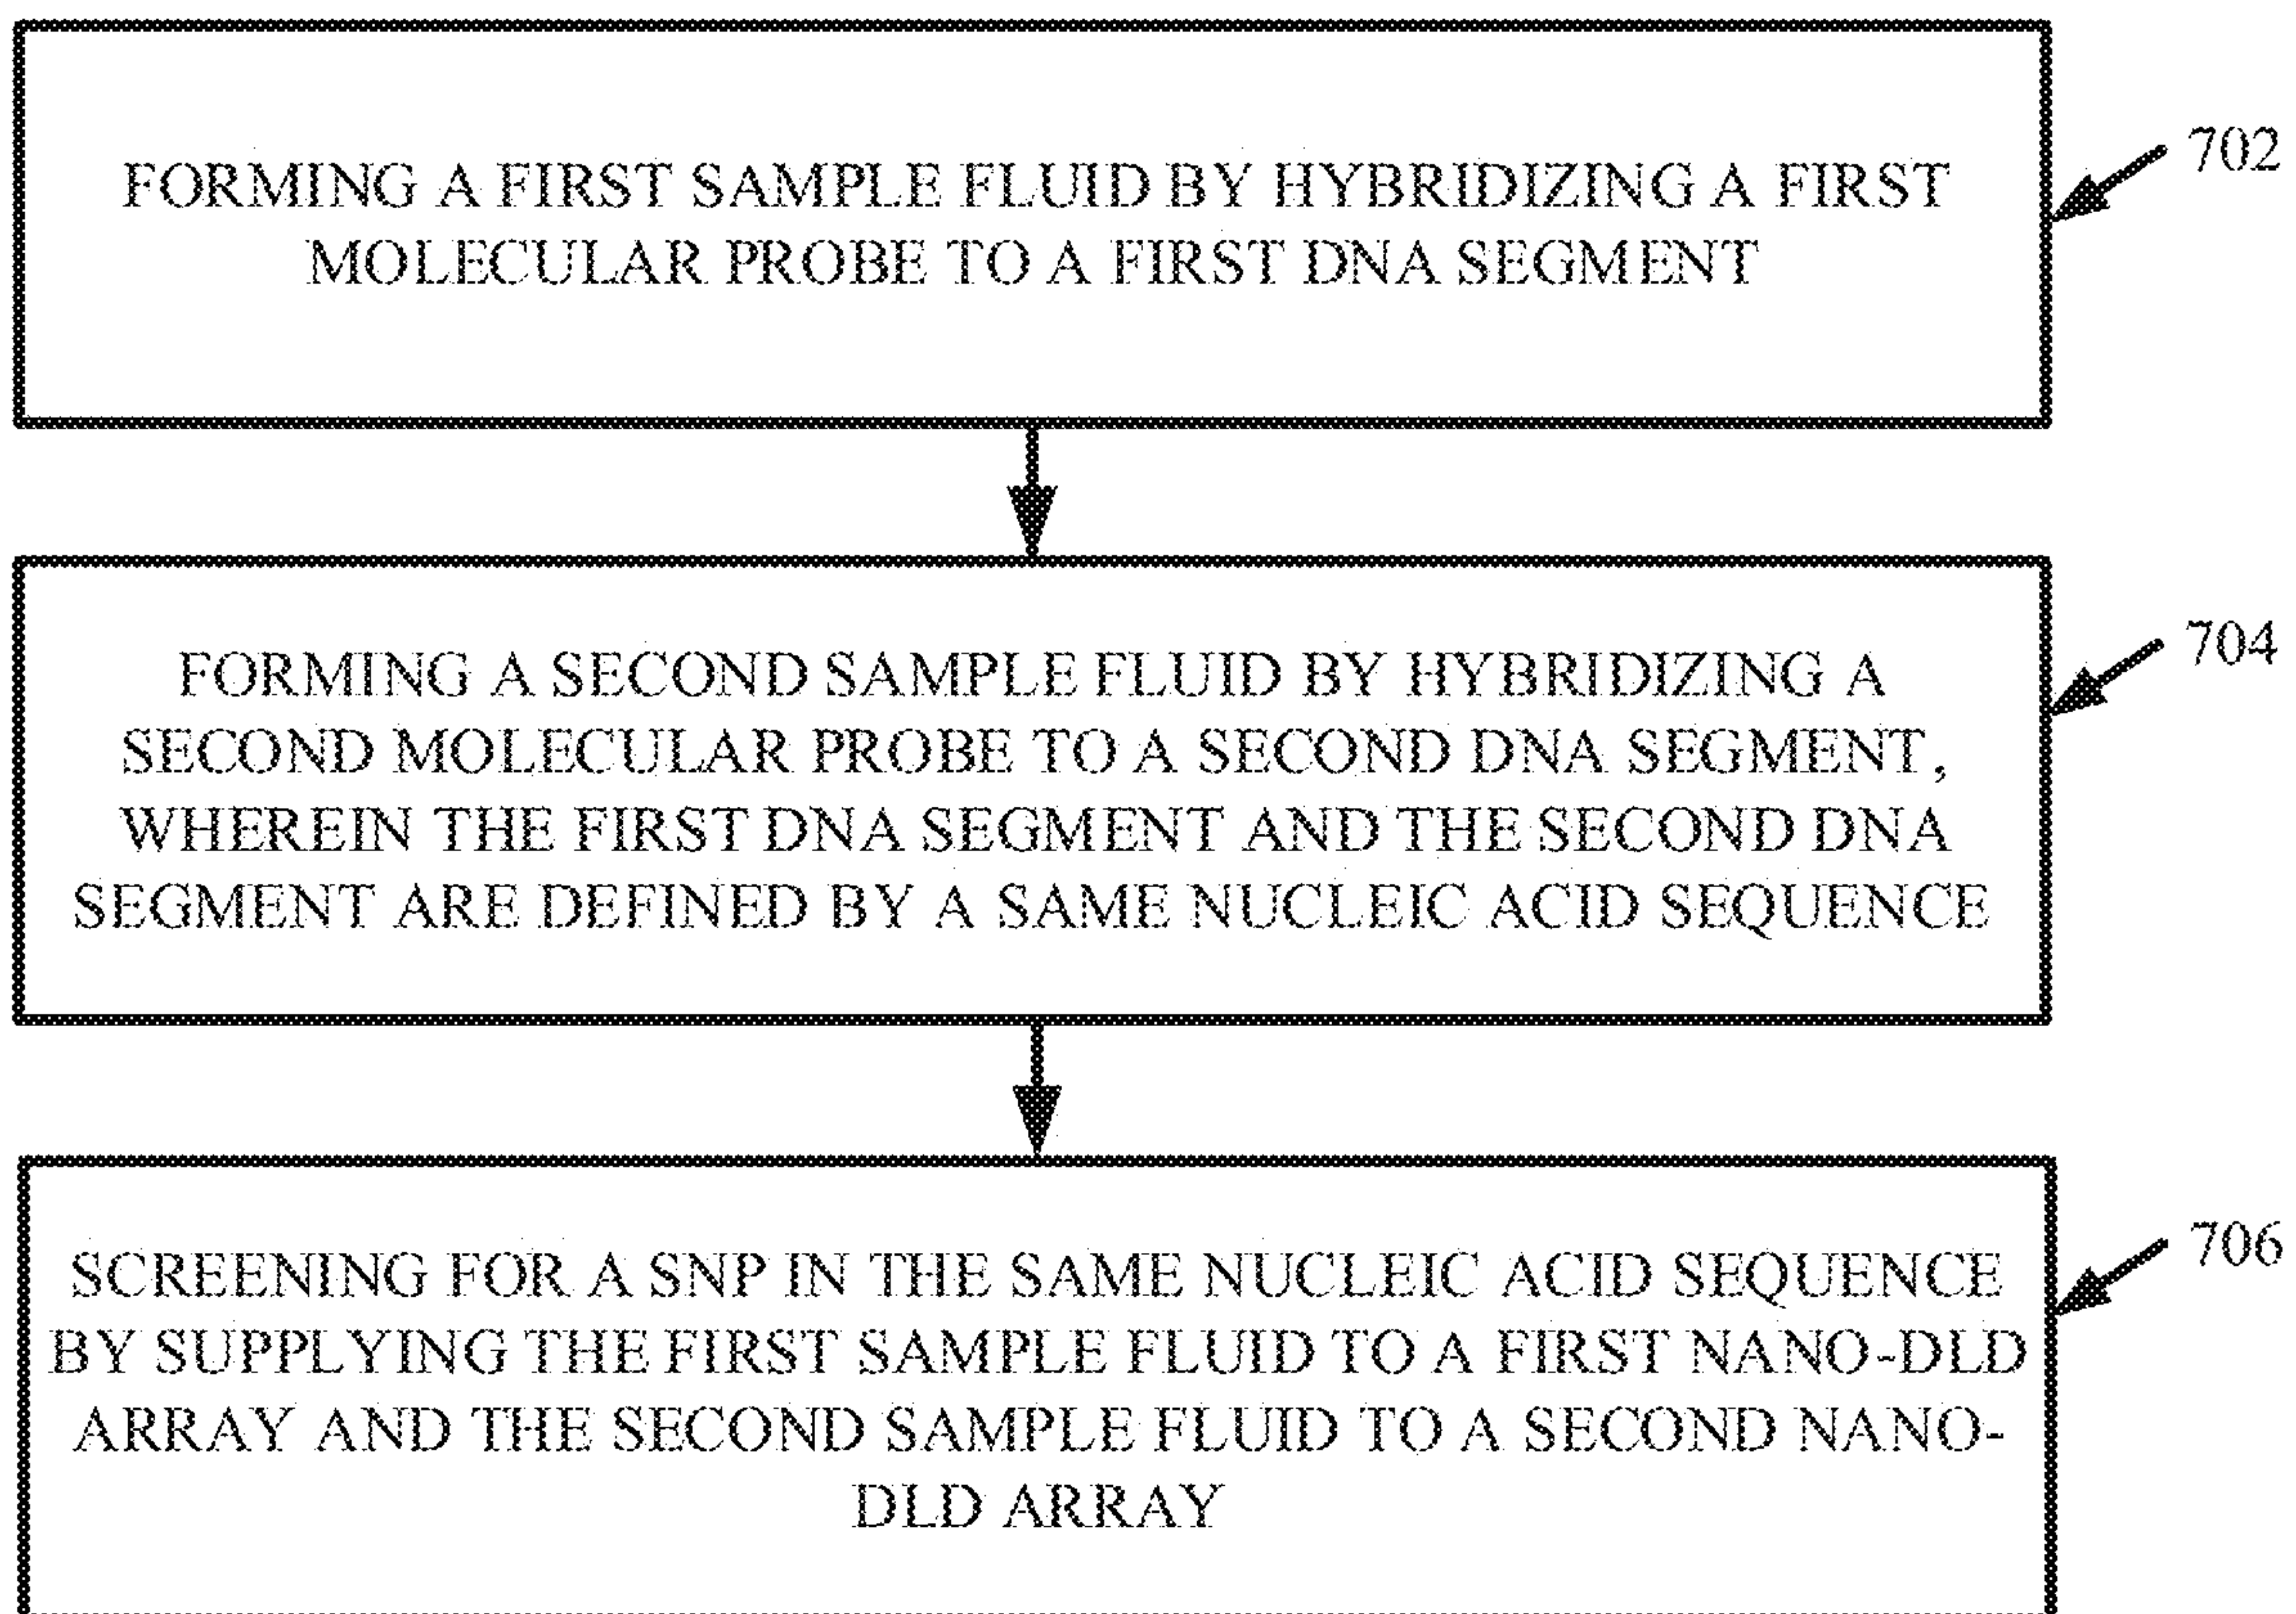 FORMING A FIRST SAMPLE FLUID BY HYBRIDIZING A FIRST
MOLECULAR PROBE TO A FIRST DNA SEGMENT
702
FORMING A SECOND SAMPLE FLUID BY HYBRIDIZING A
SECOND MOLECULAR PROBE TO A SECOND DNA SEGMENT,
WHEREIN THE FIRST DNA SEGMENT AND THE SECOND DNA
SEGMENT ARE DEFINED BY A SAME NUCLEIC ACID SEQUENCE
704
SCREENING FOR A SNP IN THE SAME NUCLEIC ACID SEQUENCE
BY SUPPLYING THE FIRST SAMPLE FLUID TO A FIRST NANO-DLD
ARRAY AND THE SECOND SAMPLE FLUID TO A SECOND NANO-
DLD ARRAY
706